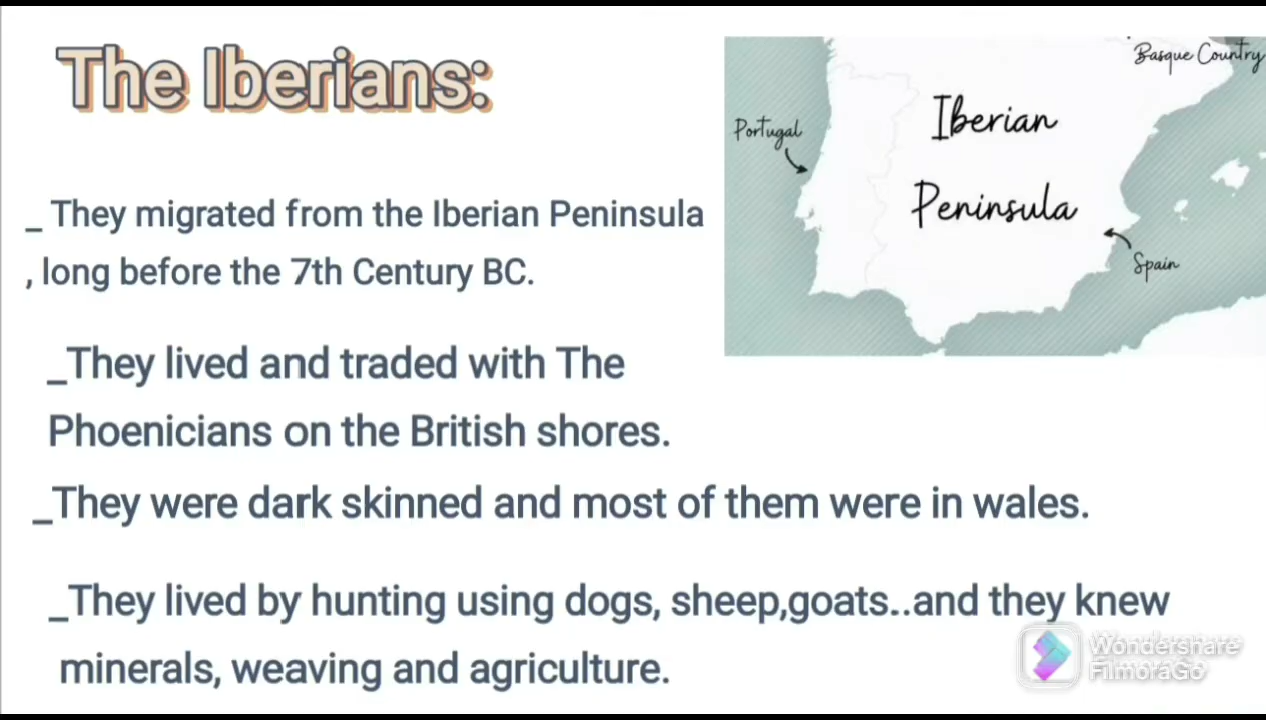 The Iberians:
Basque Country
Portugal
Iberian
Peninsula
Spain
_ They migrated from the Iberian Peninsula
, long before the 7th Century BC.
_They lived and traded with The
Phoenicians on the British shores.
_They were dark skinned and most of them were in wales.
_They lived by hunting using dogs, sheep,goats..and they knew
minerals, weaving and agriculture.
Wondershare
FilmoraGo